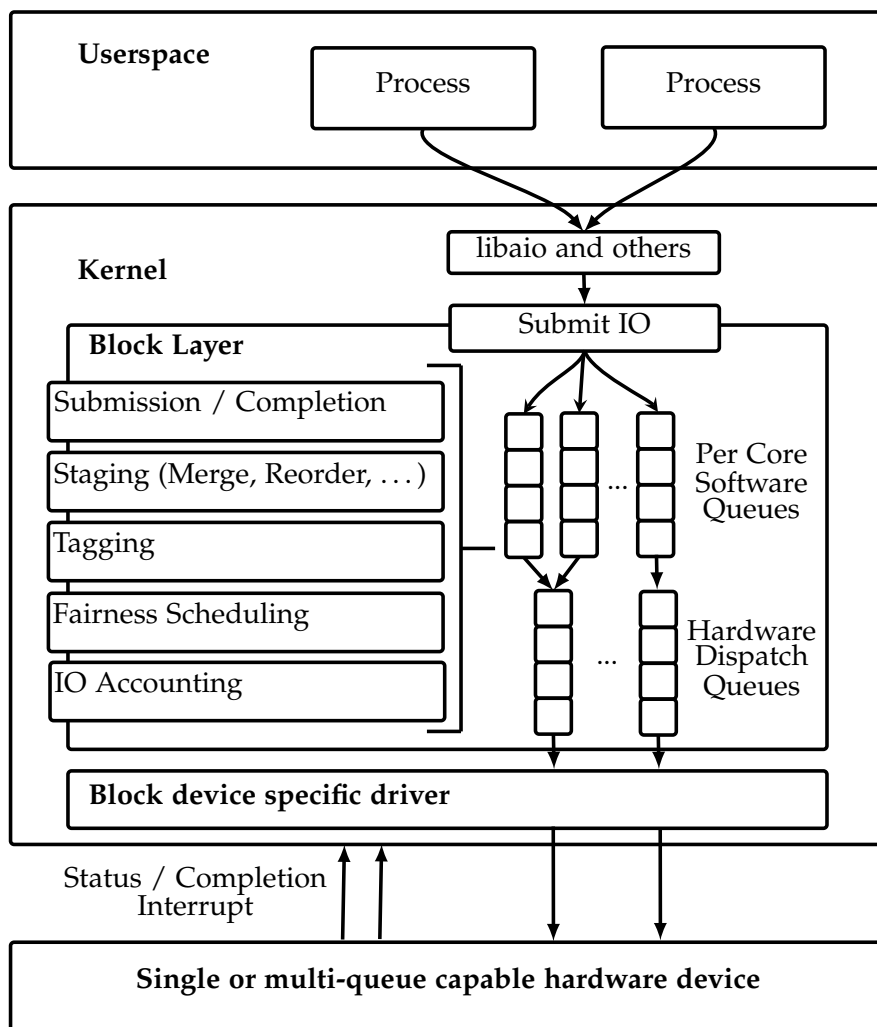 Userspace
Process
Process
libaio and others
Kernel
Submit IO
Block Layer
Submission / Completion
Staging (Merge, Reorder, ...)
Tagging
Fairness Scheduling
IO Accounting
...
Per Core
Software
Queues
...
Hardware
Dispatch
Queues
Block device specific driver
Status / Completion
Interrupt
Single or multi-queue capable hardware device